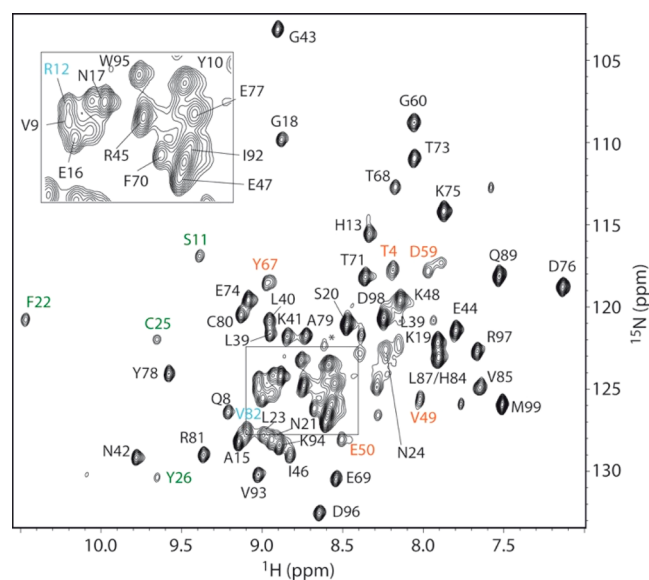 G43
105
W95
Y10
R12
N17
E77
V9
G60
G18
110
E16
R45
I92
T73
F70
E47
T68
K75
H13
115
S11
Y67
T4
D59
Q89
T71
D76
F22
E74
L40
S20
D98
K48
120
C25
C80
K41
A79
L39
E44
L39
*
K19
R97
Y78
L87/H84
V85
125
Q8
V82
L23
V49
M99
N21
N42
R81
K94
E50
N24
A15
I46
Y26
V93
E69
130
D96
10.0
9.5
9.0
8.5
8.0
7.5
¹H (ppm)
¹⁵N (ppm)